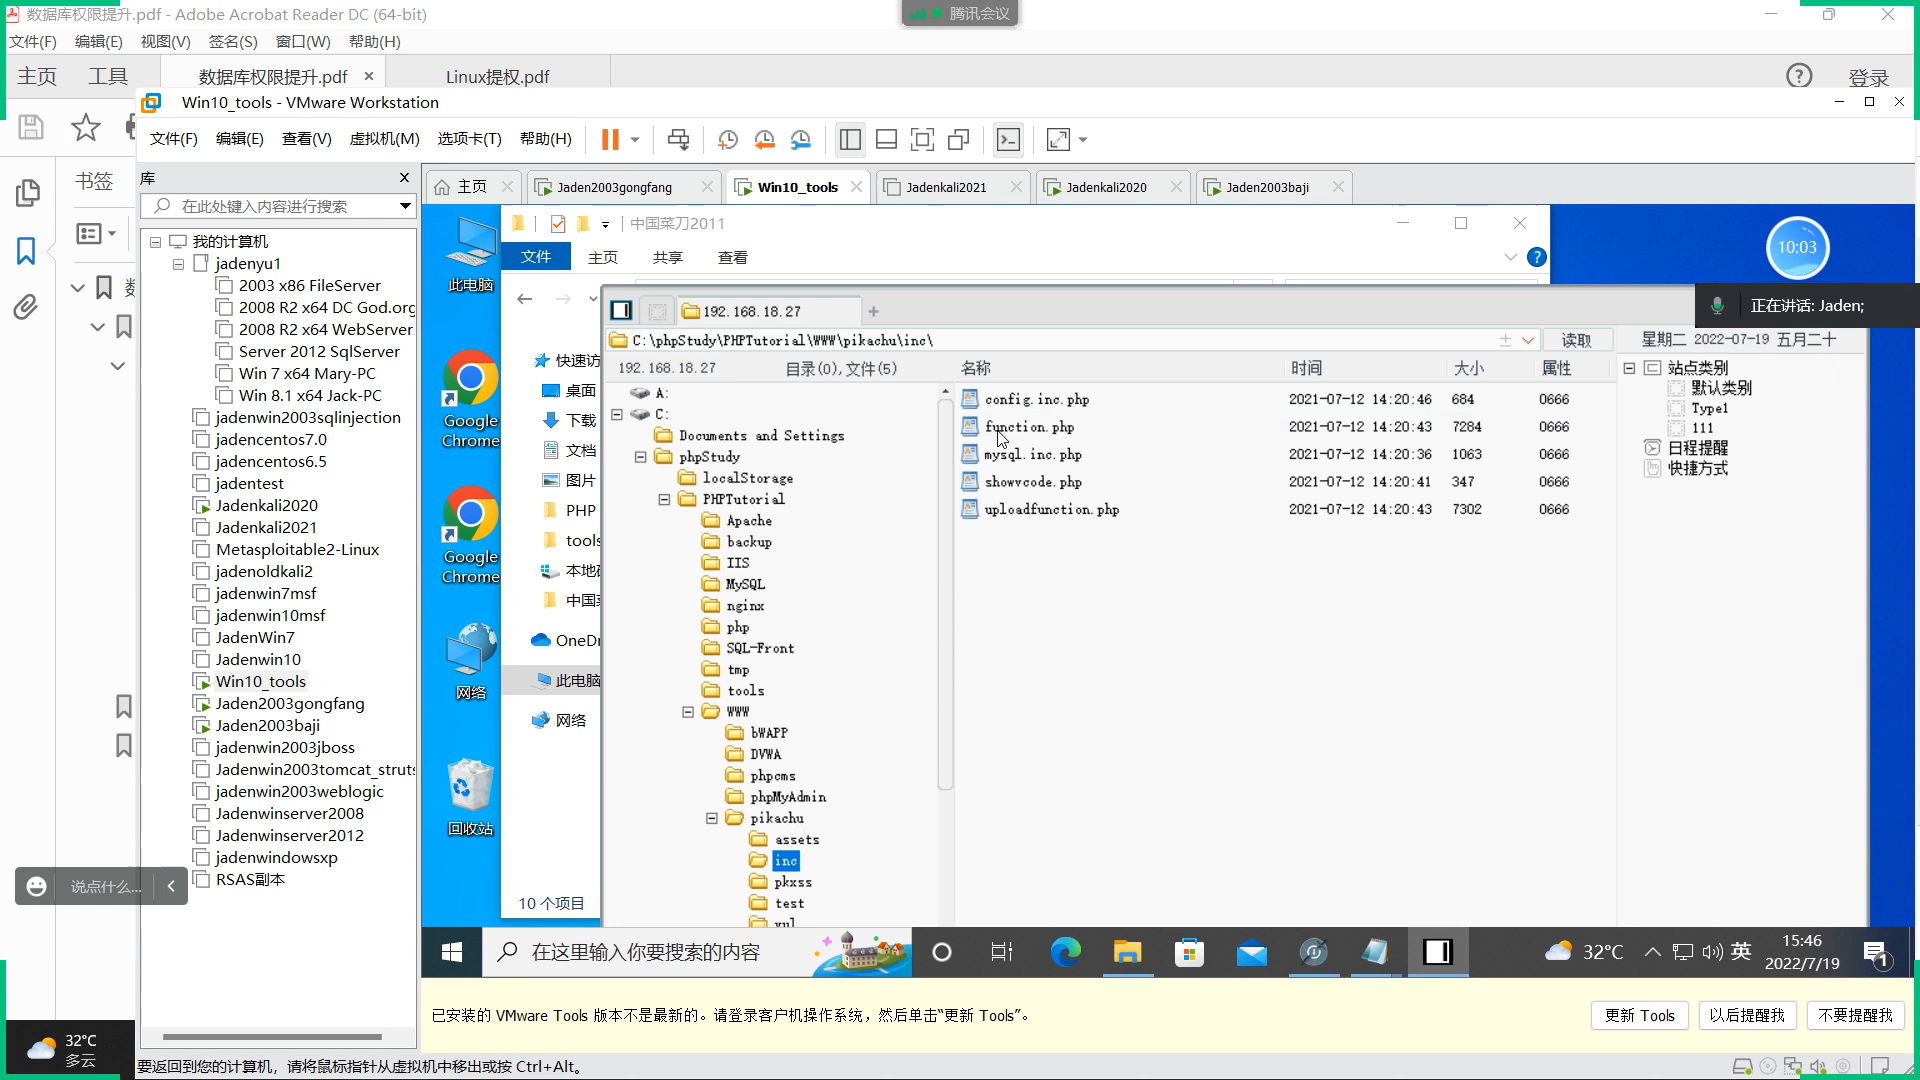 数据库权限提升.pdf - Adobe Acrobat Reader DC (64-bit)
腾讯会议
文件(F) 编辑(E) 视图(V) 签名(S) 窗口(W) 帮助(H)
主页 工具 数据库权限提升.pdf Linux提权.pdf 登录
Win10_tools - VMware Workstation
文件(F) 编辑(E) 查看(V) 虚拟机(M) 选项卡(T) 帮助(H)
书签
库
在此处键入内容进行搜索
主页 Jaden2003gongfang Win10_tools Jadenkali2021 Jadenkali2020 Jaden2003baji
我的计算机
jadenyu1
2003 x86 FileServer
2008 R2 x64 DC God.org
2008 R2 x64 WebServer
Server 2012 SqlServer
Win 7 x64 Mary-PC
Win 8.1 x64 Jack-PC
jadenwin2003sqlinjection
jadencentos7.0
jadencentos6.5
jadentest
Jadenkali2020
Jadenkali2021
Metasploitable2-Linux
jadenoldkali2
jadenwin7msf
jadenwin10msf
JadenWin7
Jadenwin10
Win10_tools
Jaden2003gongfang
Jaden2003baji
jadenwin2003jboss
Jadenwin2003tomcat_struts
jadenwin2003weblogic
Jadenwinserver2008
Jadenwinserver2012
jadenwindowsxp
RSAS副本
说点什么...
32°C
多云
此电脑
Google Chrome
Google Chrome
网络
回收站
中国菜刀2011
文件 主页 共享 查看
快速访
桌面
下载
文档
图片
PHP
tools
本地
中国
OneDr
此电脑
网络
10 个项目
10:03
正在讲话: Jaden;
192.168.18.27
C:\phpStudy\PHPTutorial\WWW\pikachu\inc\
读取
星期二 2022-07-19 五月二十
192.168.18.27 目录(0),文件(5) 名称 时间 大小 属性
A:
C:
Documents and Settings
phpStudy
localStorage
PHPTutorial
Apache
backup
IIS
MySQL
nginx
php
SQL-Front
tmp
tools
WWW
bWAPP
DVWA
phpcms
phpMyAdmin
pikachu
assets
inc
pkxss
test
config.inc.php 2021-07-12 14:20:46 684 0666
function.php 2021-07-12 14:20:43 7284 0666
mysql.inc.php 2021-07-12 14:20:36 1063 0666
showvcode.php 2021-07-12 14:20:41 347 0666
uploadfunction.php 2021-07-12 14:20:43 7302 0666
站点类别
默认类别
Type1
111
日程提醒
快捷方式
在这里输入你要搜索的内容
32°C 英 15:46
2022/7/19
1
已安装的 VMware Tools 版本不是最新的。请登录客户机操作系统，然后单击“更新 Tools”。
更新 Tools 以后提醒我 不要提醒我
要返回到您的计算机，请将鼠标指针从虚拟机中移出或按 Ctrl+Alt。